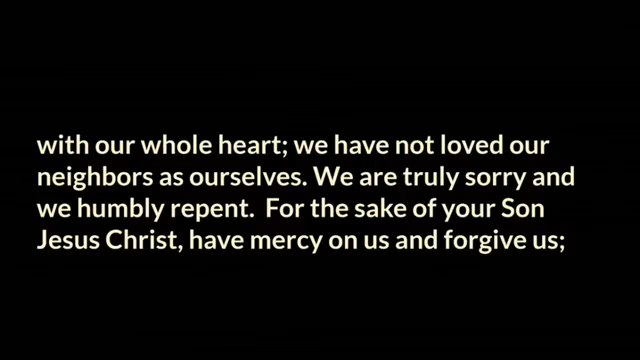 with our whole heart; we have not loved our
neighbors as ourselves. We are truly sorry and
we humbly repent.  For the sake of your Son
Jesus Christ, have mercy on us and forgive us;